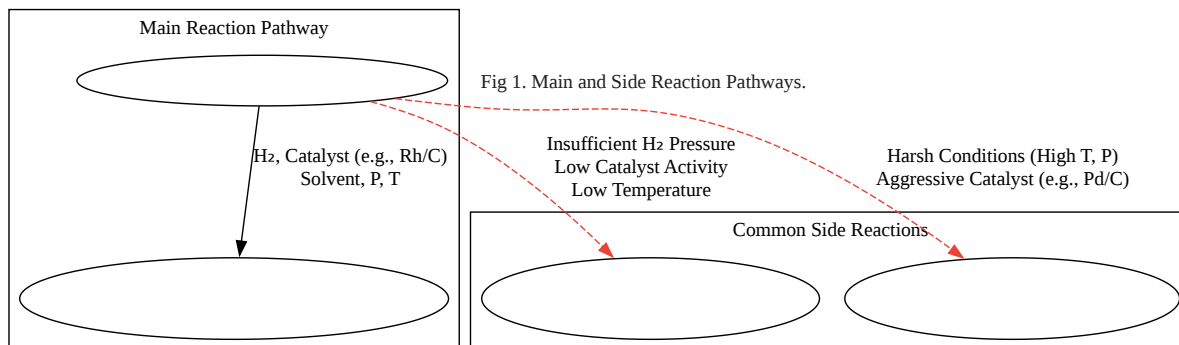 Main Reaction Pathway
Fig 1. Main and Side Reaction Pathways.
H₂, Catalyst (e.g., Rh/C)
Solvent, P, T
Insufficient H₂ Pressure
Low Catalyst Activity
Low Temperature
Harsh Conditions (High T, P)
Aggressive Catalyst (e.g., Pd/C)
Common Side Reactions